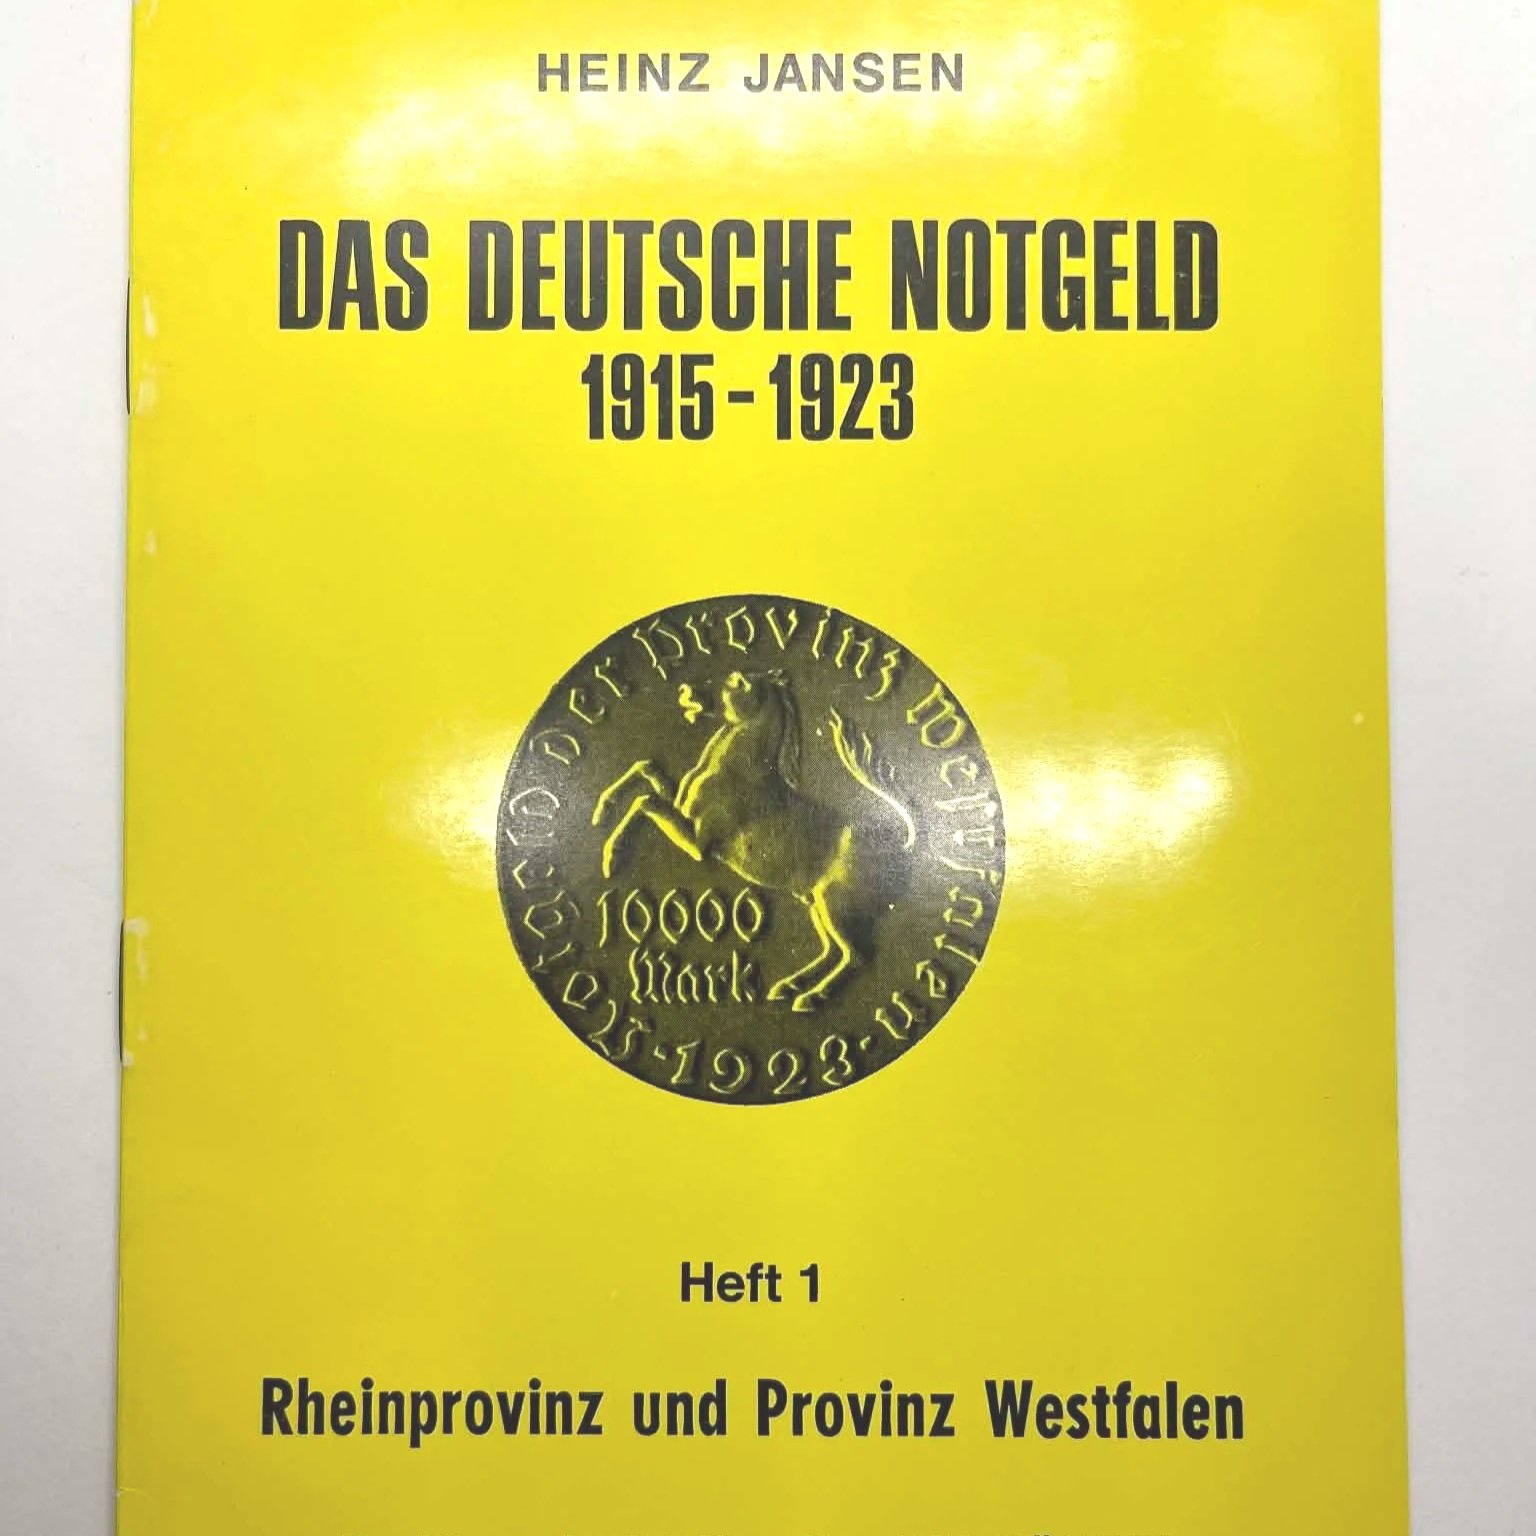 HEINZ JANSEN
DAS DEUTSCHE NOTGELD
1915-1923
Notgeld der Provinz Westfalen
10000
Mark
·1923·
Heft 1
Rheinprovinz und Provinz Westfalen